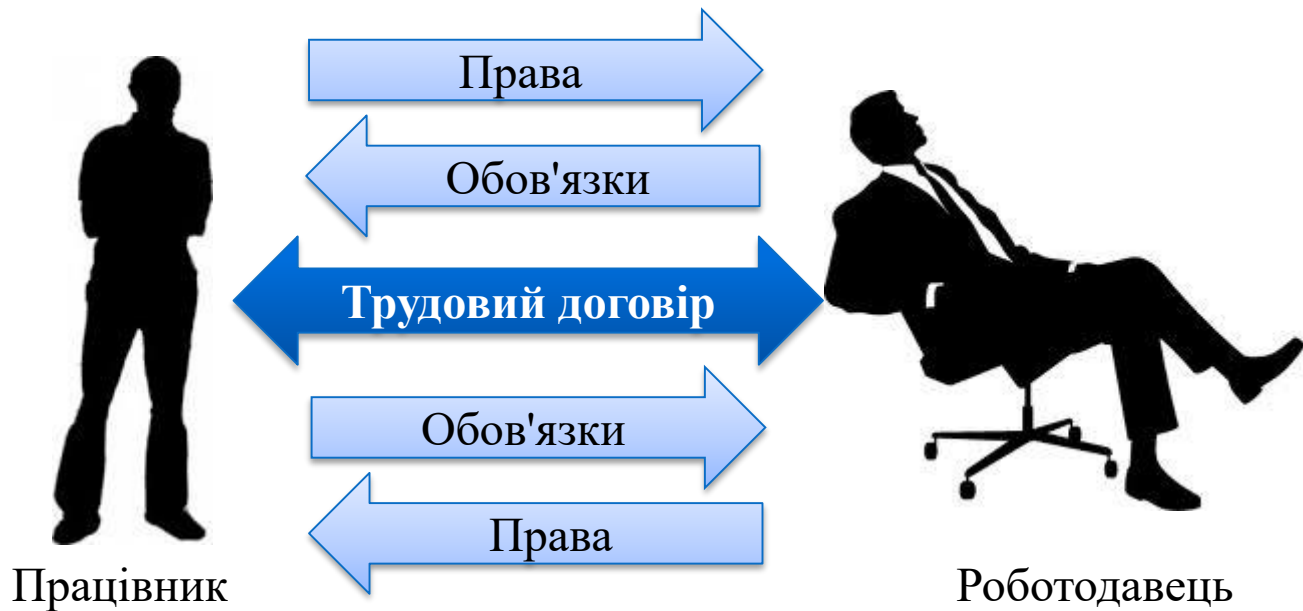 Права
Обов'язки
Трудовий договір
Обов'язки
Права
Працівник
Роботодавець